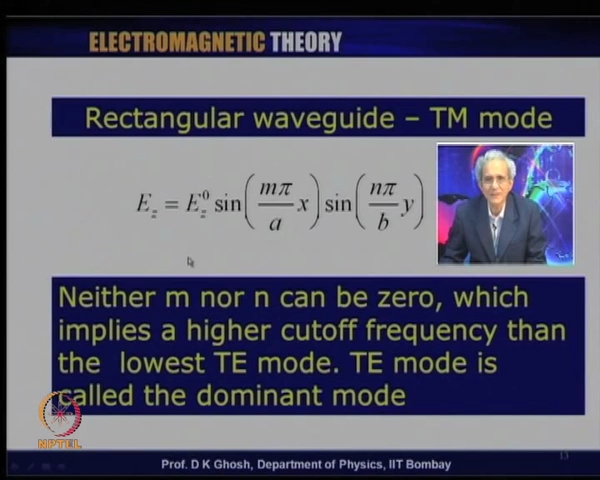 ELECTROMAGNETIC THEORY
Rectangular waveguide – TM mode
E_z = E_z^0 sin(mπ/a x) sin(nπ/b y)
Neither m nor n can be zero, which
implies a higher cutoff frequency than
the lowest TE mode. TE mode is
called the dominant mode
NPTEL
13
Prof. D K Ghosh, Department of Physics, IIT Bombay